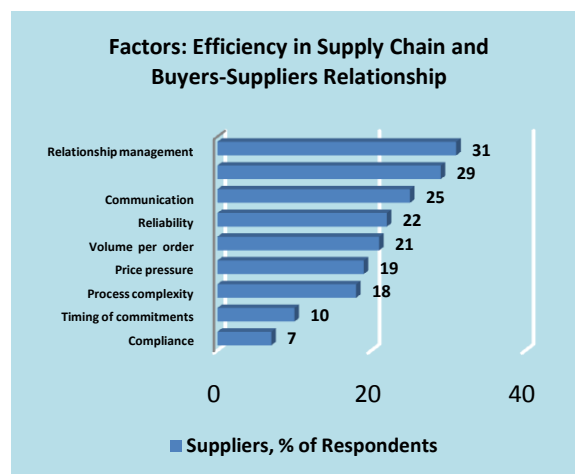 Factors: Efficiency in Supply Chain and
Buyers-Suppliers Relationship
Relationship management 31
29
Communication 25
Reliability 22
Volume per order 21
Price pressure 19
Process complexity 18
Timing of commitments 10
Compliance 7
0 20 40
Suppliers, % of Respondents